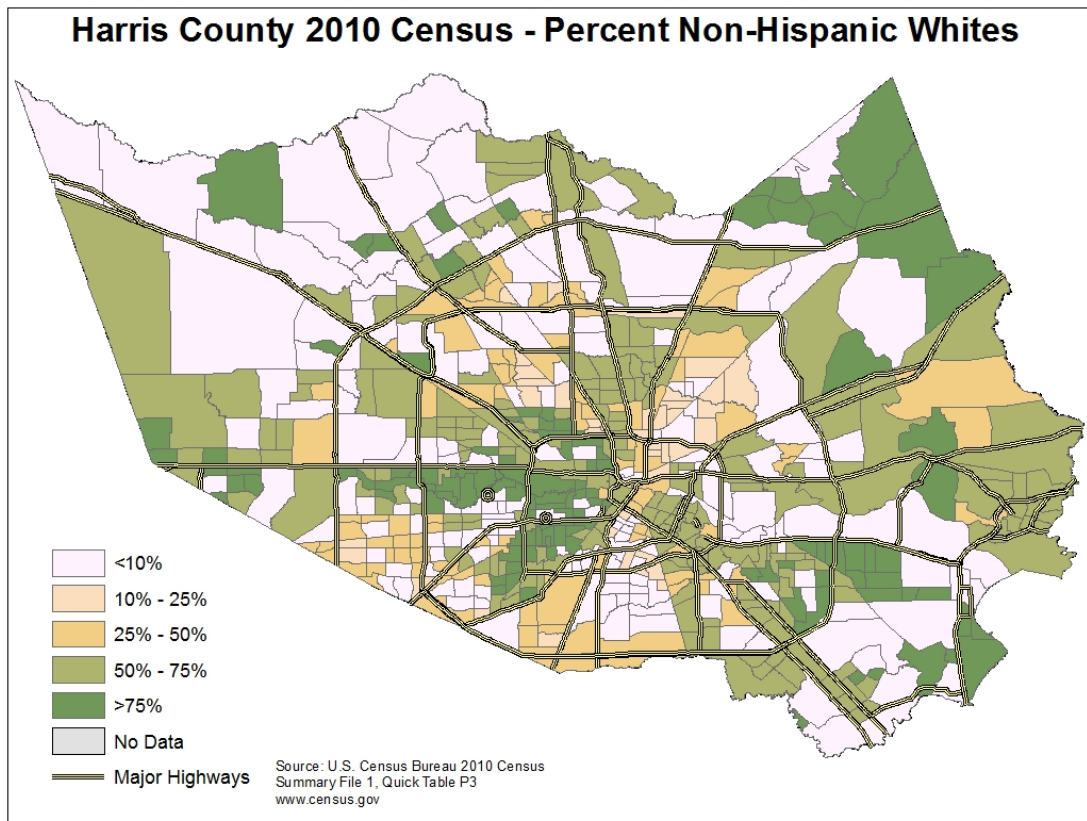 Harris County 2010 Census - Percent Non-Hispanic Whites
<10%
10% - 25%
25% - 50%
50% - 75%
>75%
No Data
Major Highways
Source: U.S. Census Bureau 2010 Census
Summary File 1, Quick Table P3
www.census.gov